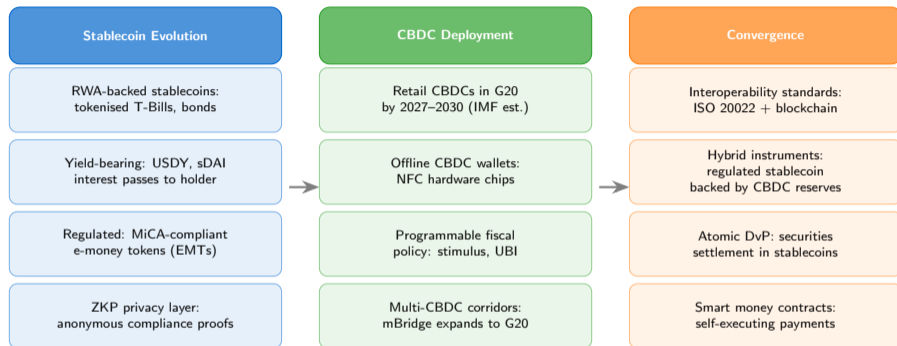 Stablecoin Evolution
RWA-backed stablecoins:
tokenised T-Bills, bonds
Yield-bearing: USDY, sDAI
interest passes to holder
Regulated: MiCA-compliant
e-money tokens (EMTs)
ZKP privacy layer:
anonymous compliance proofs
CBDC Deployment
Retail CBDCs in G20
by 2027–2030 (IMF est.)
Offline CBDC wallets:
NFC hardware chips
Programmable fiscal
policy: stimulus, UBI
Multi-CBDC corridors:
mBridge expands to G20
Convergence
Interoperability standards:
ISO 20022 + blockchain
Hybrid instruments:
regulated stablecoin
backed by CBDC reserves
Atomic DvP: securities
settlement in stablecoins
Smart money contracts:
self-executing payments